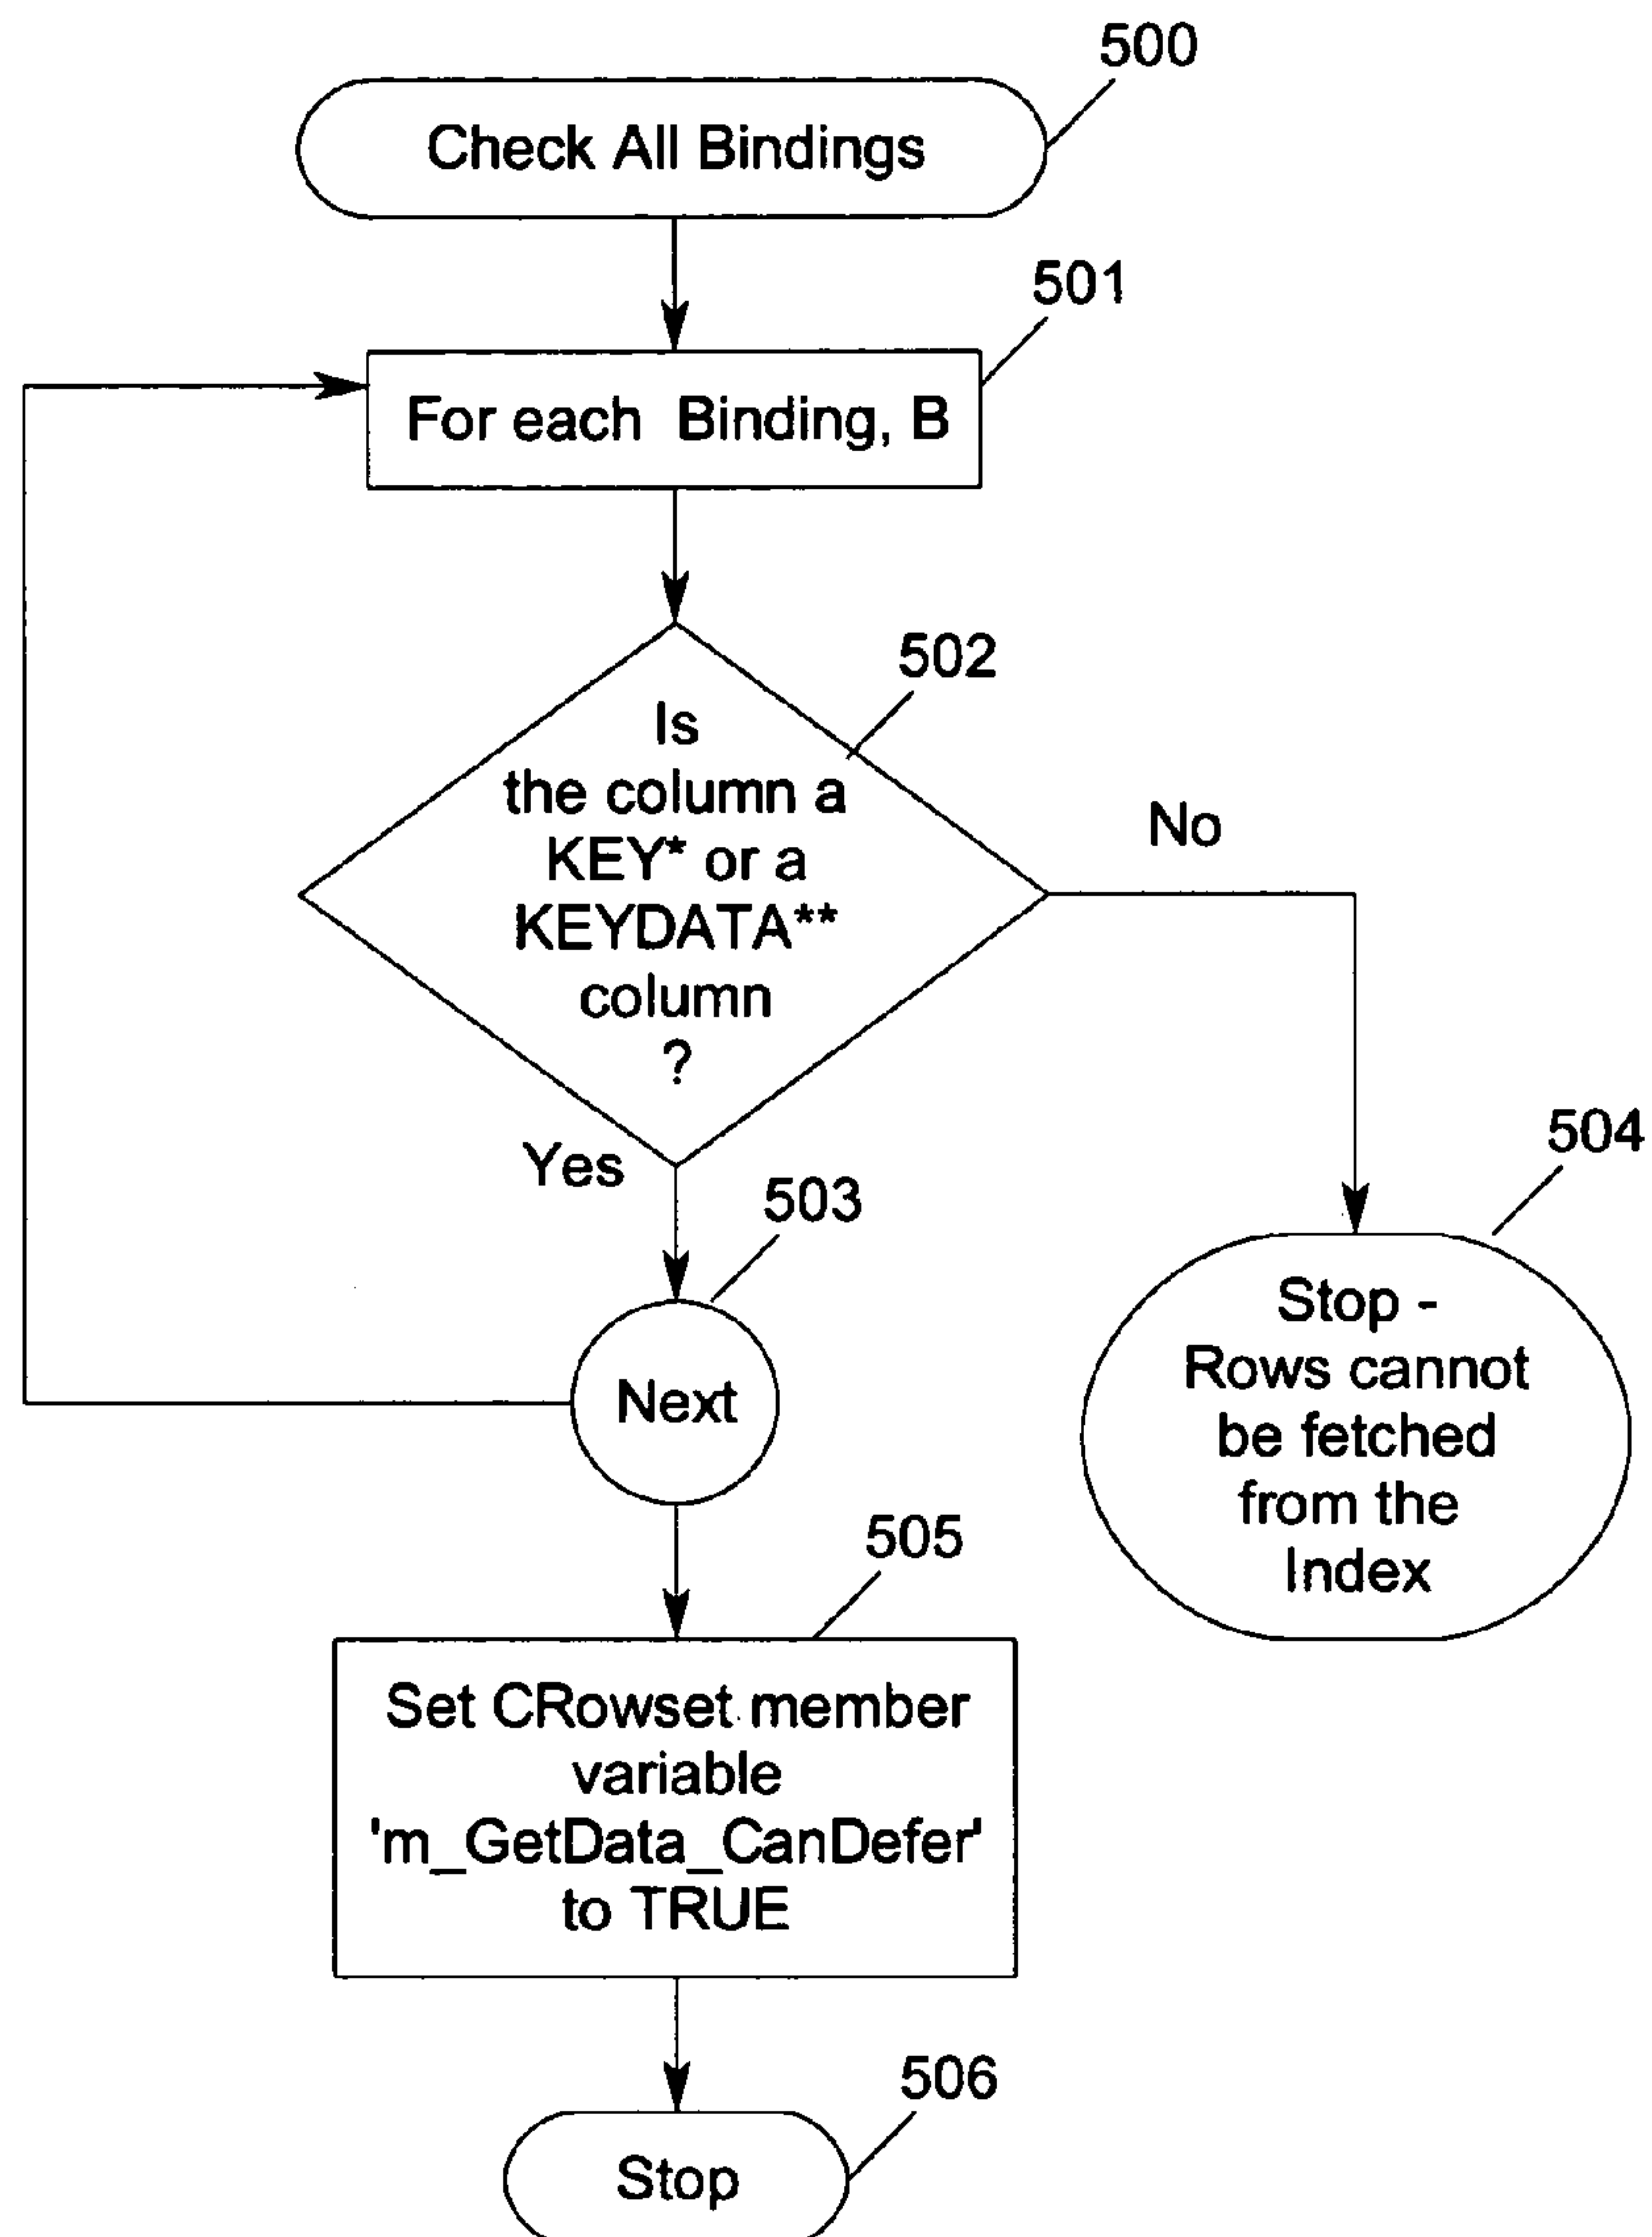 500
Check All Bindings
501
For each Binding, B
502
Is
the column a
KEY* or a
KEYDATA**
column
?
No
Yes
503
504
Next
Stop -
Rows cannot
be fetched
from the
Index
505
Set CRowset member
variable
'm_GetData_CanDefer'
to TRUE
506
Stop